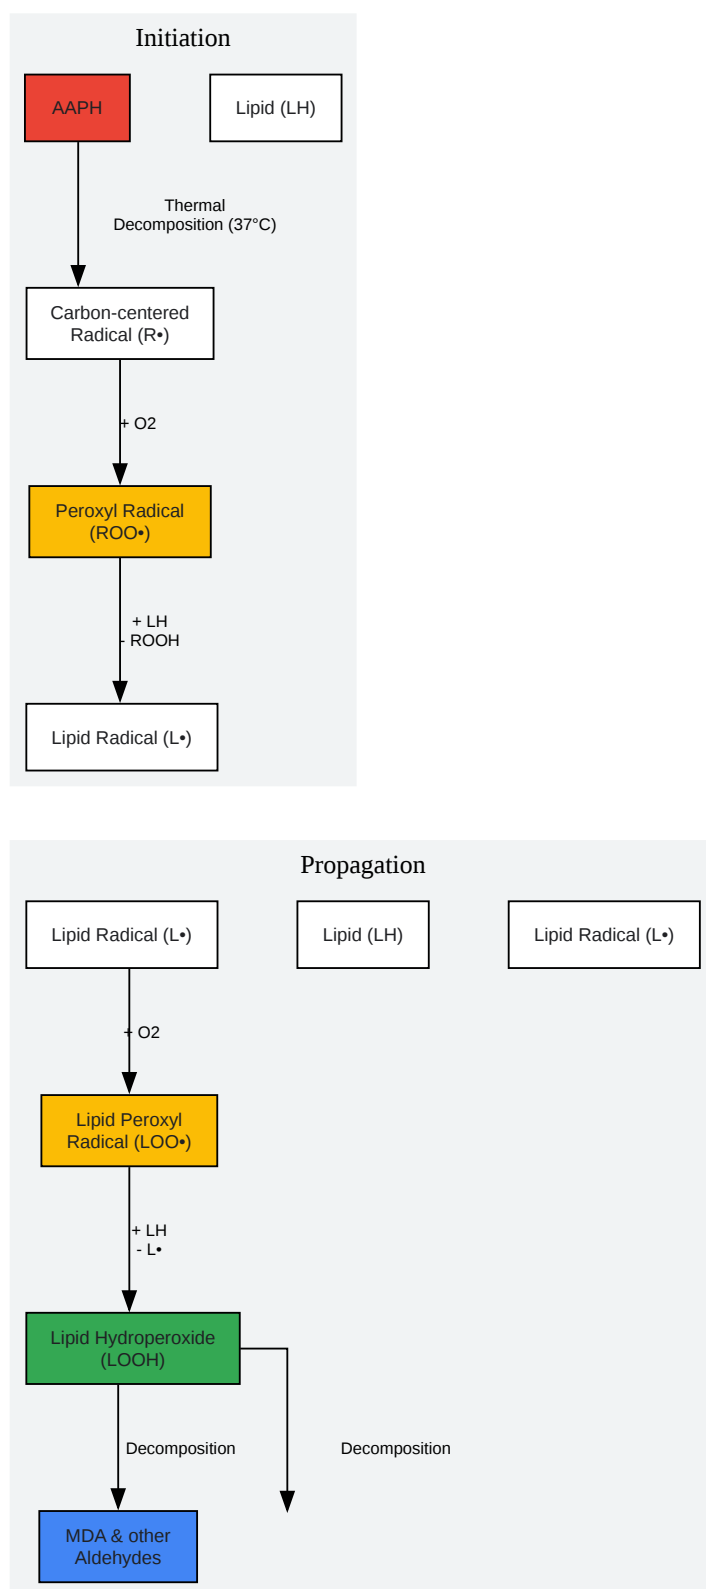 Initiation
AAPH
Lipid (LH)
Thermal
Decomposition (37°C)
Carbon-centered
Radical (R•)
+ O2
Peroxyl Radical
(ROO•)
+ LH
- ROOH
Lipid Radical (L•)
Propagation
Lipid Radical (L•)
Lipid (LH)
Lipid Radical (L•)
+ O2
Lipid Peroxyl
Radical (LOO•)
+ LH
- L•
Lipid Hydroperoxide
(LOOH)
Decomposition
Decomposition
MDA & other
Aldehydes